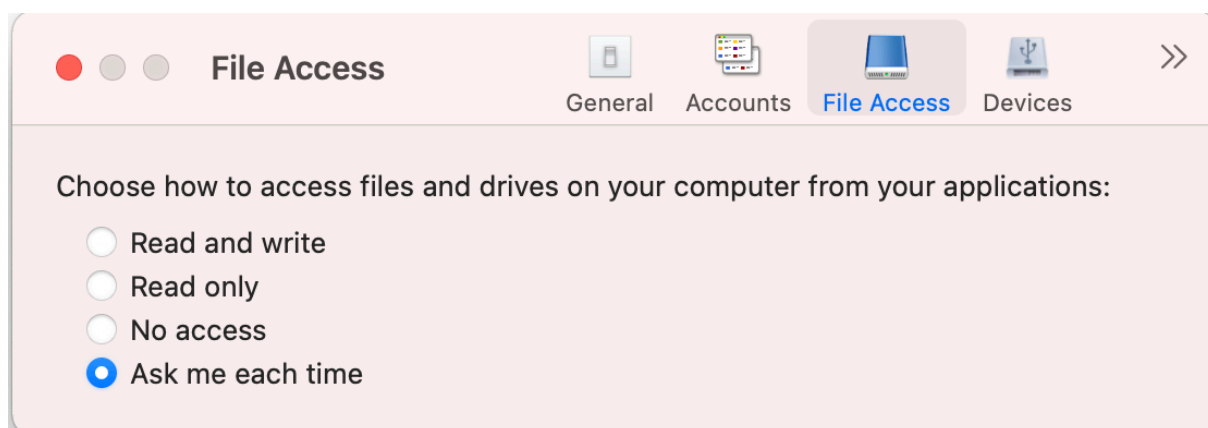 File Access
General
Accounts
File Access
Devices
Choose how to access files and drives on your computer from your applications:
Read and write
Read only
No access
Ask me each time